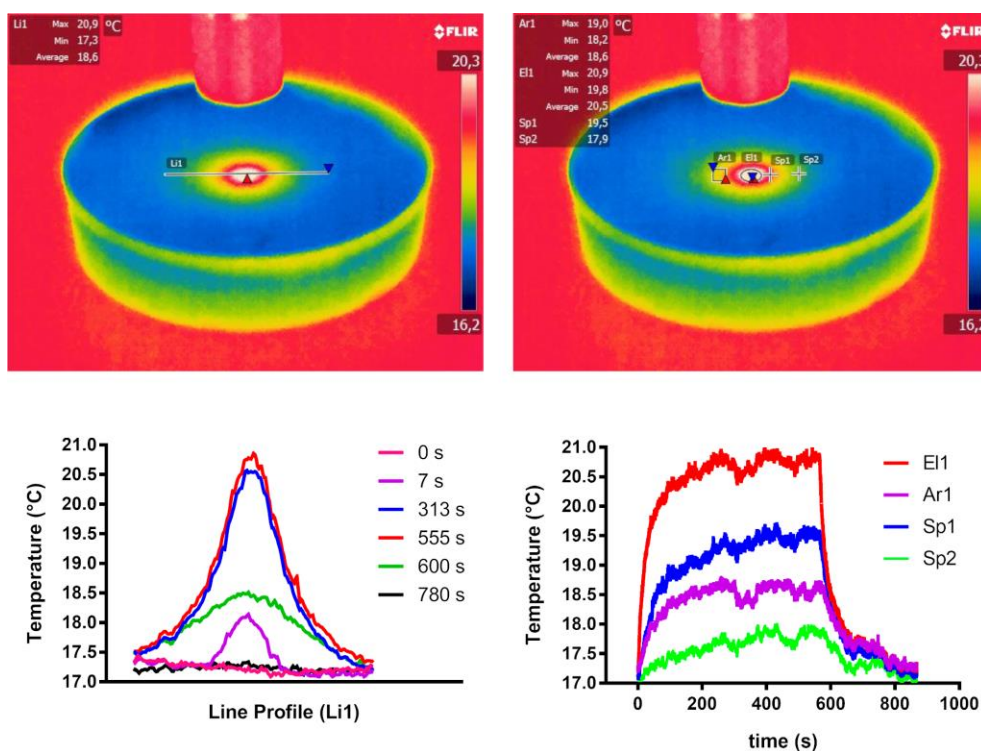 Li1 Max 20,9 °C
Min 17,3
Average 18,6
FLIR
20,3
Li1
16,2
Ar1 Max 19,0 °C
Min 18,2
Average 18,6
El1 Max 20,9
Min 19,8
Average 20,5
Sp1 19,5
Sp2 17,9
FLIR
20,3
Ar1 El1 Sp1 Sp2
16,2
Temperature (°C)
21.0
20.5
20.0
19.5
19.0
18.5
18.0
17.5
17.0
0 s
7 s
313 s
555 s
600 s
780 s
Line Profile (Li1)
Temperature (°C)
21.0
20.5
20.0
19.5
19.0
18.5
18.0
17.5
17.0
El1
Ar1
Sp1
Sp2
0 200 400 600 800 1000
time (s)